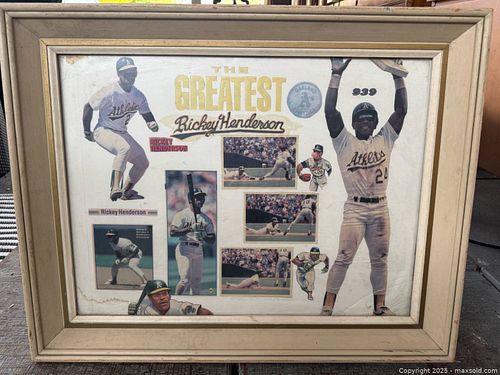 THE
GREATEST
Rickey Henderson
939
Athletics
RICKEY
HENDERSON
Athletics
24
Rickey Henderson
Copyright 2025 - maxsold.com